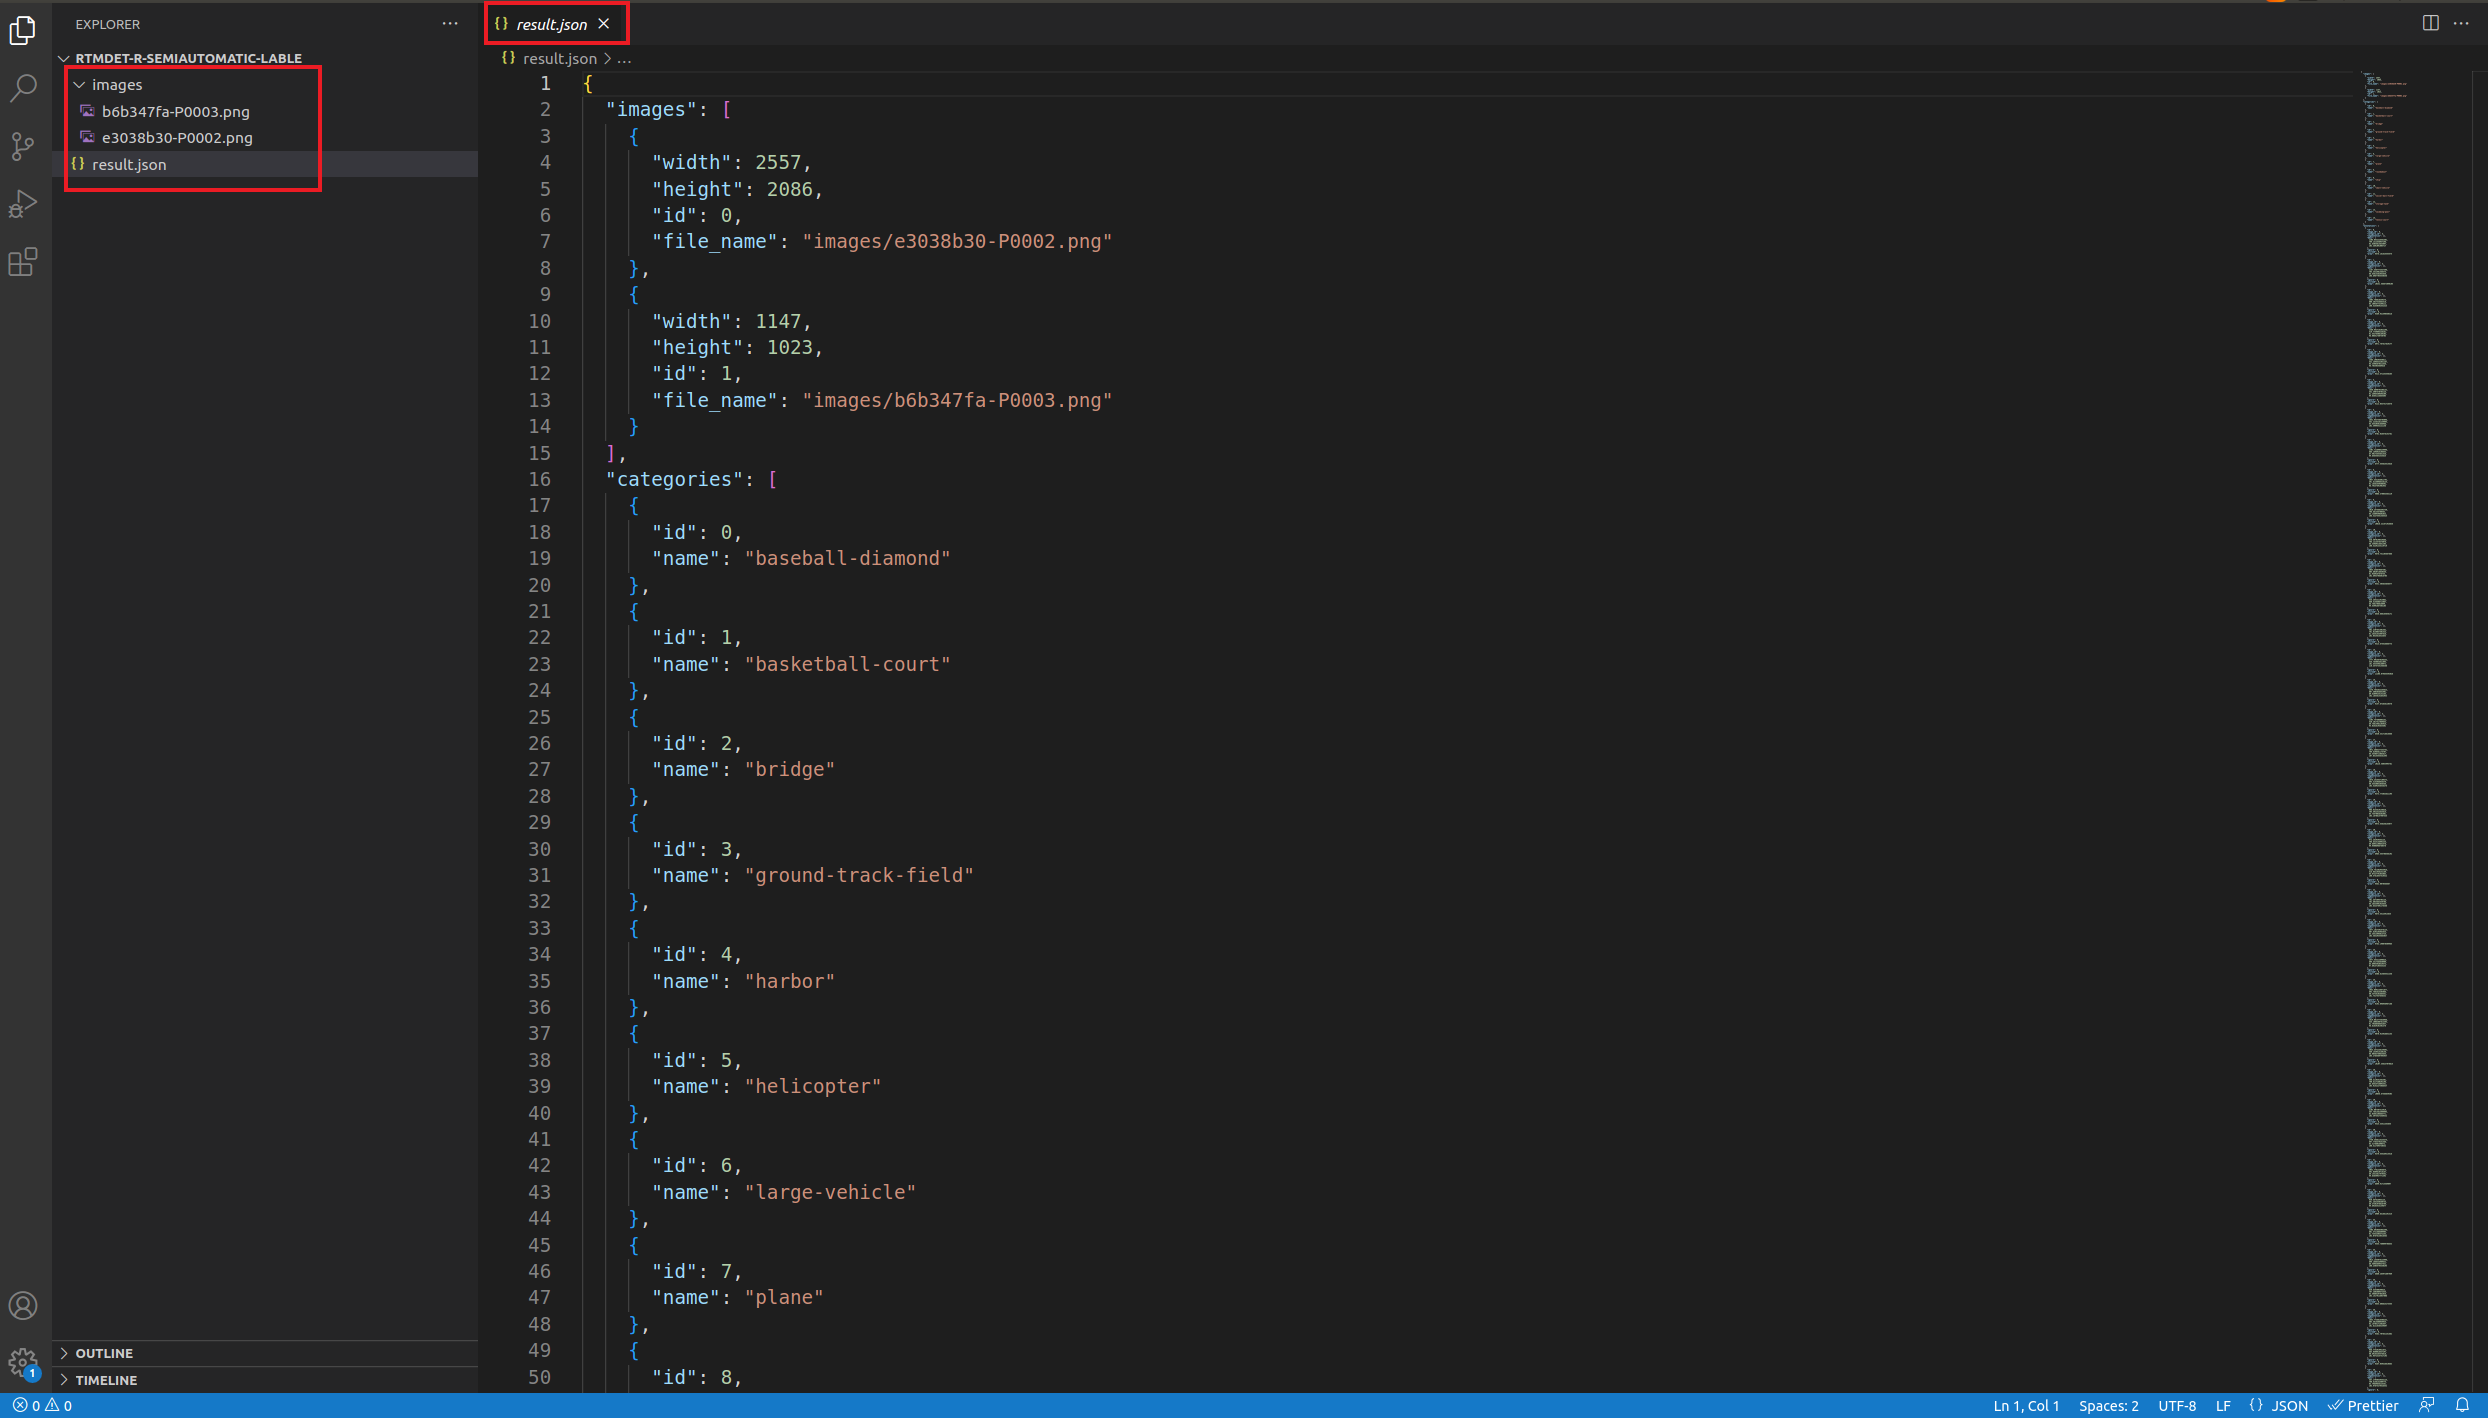 EXPLORER
RTMDET-R-SEMIAUTOMATIC-LABLE
images
b6b347fa-P0003.png
e3038b30-P0002.png
{} result.json
OUTLINE
TIMELINE
{} result.json
{} result.json > ...
1 {
2 "images": [
3 {
4 "width": 2557,
5 "height": 2086,
6 "id": 0,
7 "file_name": "images/e3038b30-P0002.png"
8 },
9 {
10 "width": 1147,
11 "height": 1023,
12 "id": 1,
13 "file_name": "images/b6b347fa-P0003.png"
14 }
15 ],
16 "categories": [
17 {
18 "id": 0,
19 "name": "baseball-diamond"
20 },
21 {
22 "id": 1,
23 "name": "basketball-court"
24 },
25 {
26 "id": 2,
27 "name": "bridge"
28 },
29 {
30 "id": 3,
31 "name": "ground-track-field"
32 },
33 {
34 "id": 4,
35 "name": "harbor"
36 },
37 {
38 "id": 5,
39 "name": "helicopter"
40 },
41 {
42 "id": 6,
43 "name": "large-vehicle"
44 },
45 {
46 "id": 7,
47 "name": "plane"
48 },
49 {
50 "id": 8,
1
0 0
Ln 1, Col 1 Spaces: 2 UTF-8 LF {} JSON Prettier